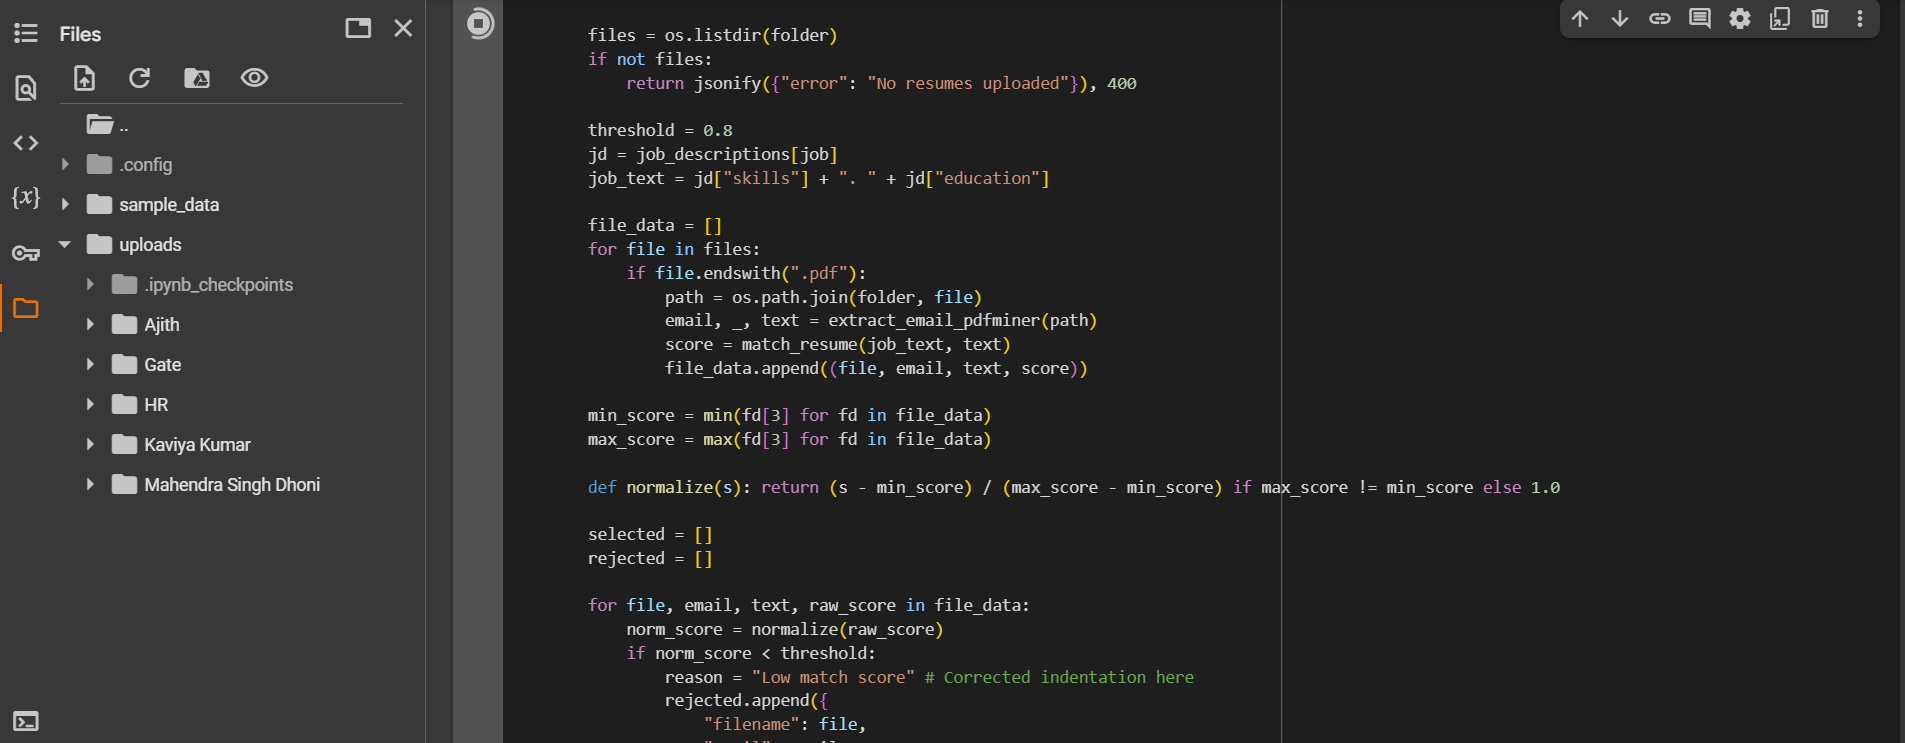 Files
..
.config
sample_data
uploads
.ipynb_checkpoints
Ajith
Gate
HR
Kaviya Kumar
Mahendra Singh Dhoni
files = os.listdir(folder)
if not files:
    return jsonify({"error": "No resumes uploaded"}), 400
threshold = 0.8
jd = job_descriptions[job]
job_text = jd["skills"] + ". " + jd["education"]
file_data = []
for file in files:
    if file.endswith(".pdf"):
        path = os.path.join(folder, file)
        email, _, text = extract_email_pdfminer(path)
        score = match_resume(job_text, text)
        file_data.append((file, email, text, score))
min_score = min(fd[3] for fd in file_data)
max_score = max(fd[3] for fd in file_data)
def normalize(s): return (s - min_score) / (max_score - min_score) if max_score != min_score else 1.0
selected = []
rejected = []
for file, email, text, raw_score in file_data:
    norm_score = normalize(raw_score)
    if norm_score < threshold:
        reason = "Low match score" # Corrected indentation here
        rejected.append({
            "filename": file,